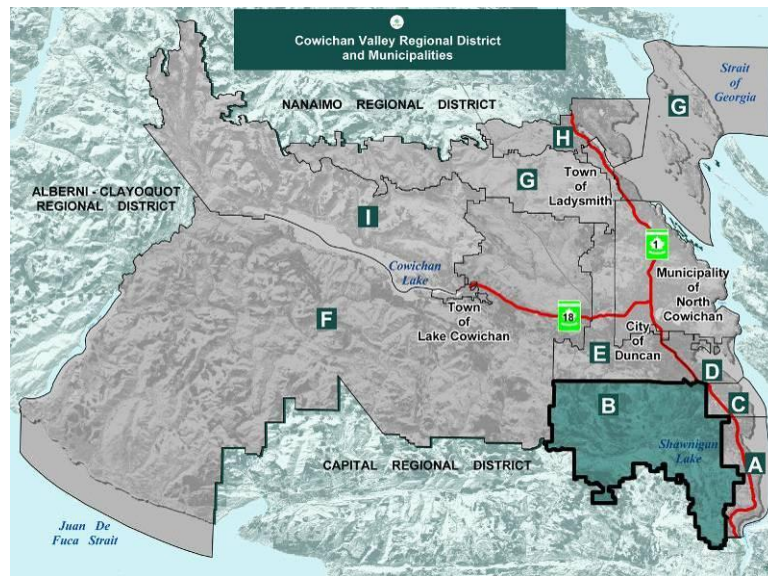 Cowichan Valley Regional District
and Municipalities
Strait
of
Georgia
NANAIMO REGIONAL DISTRICT
G
H
Town
of
Ladysmith
G
ALBERNI - CLAYOQUOT
REGIONAL DISTRICT
I
1
Cowichan
Lake
Municipality
of
North
Cowichan
Town
of
Lake Cowichan
F
18
City
of
Duncan
E
D
B
C
Shawnigan
Lake
A
CAPITAL REGIONAL DISTRICT
Juan De
Fuca Strait